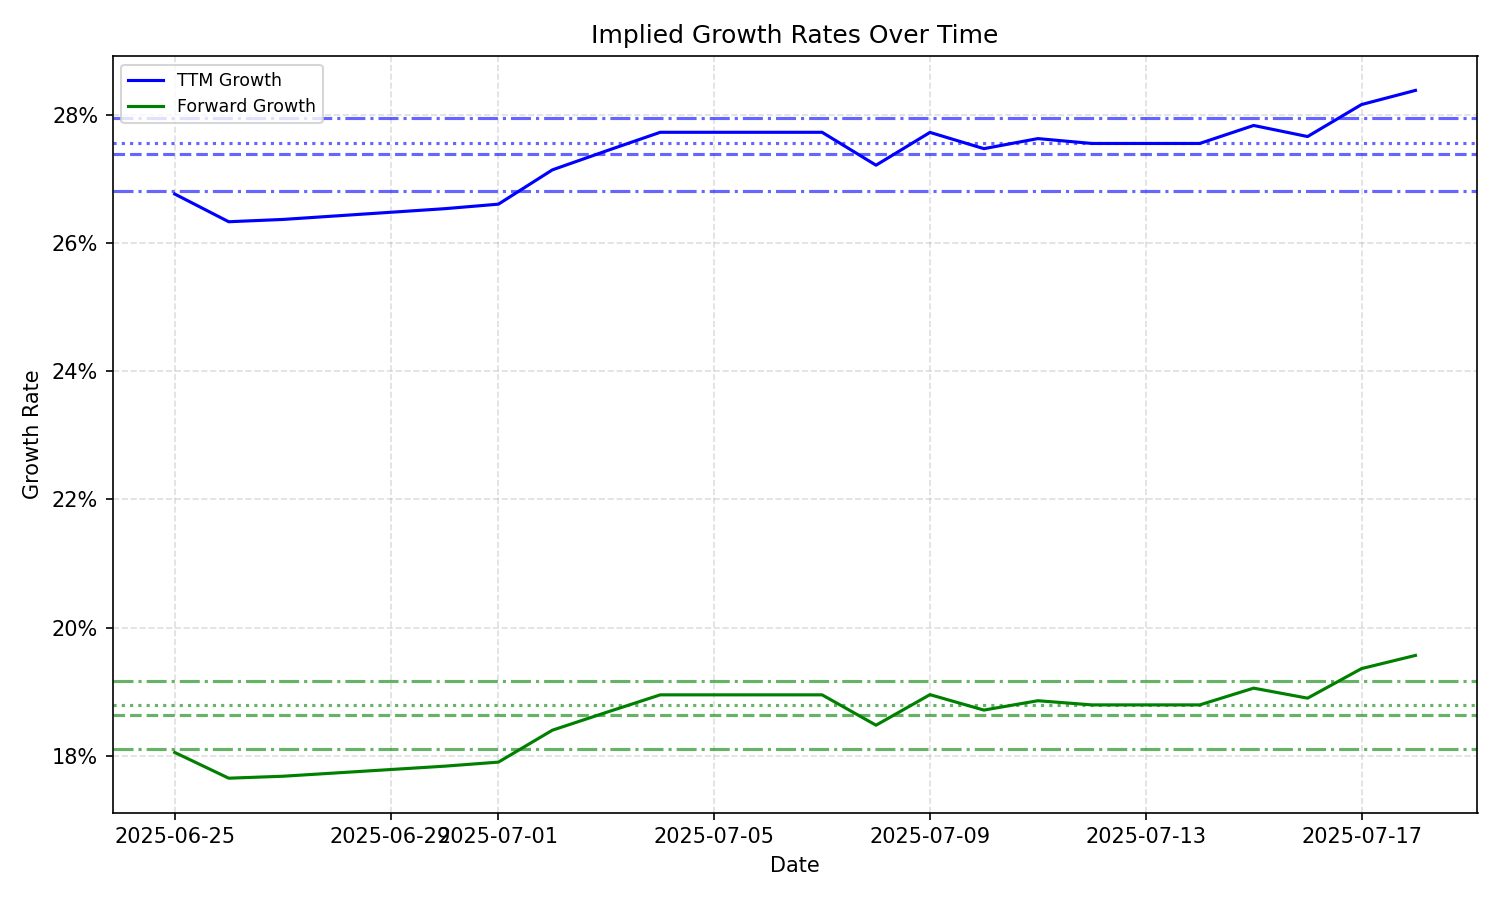 Implied Growth Rates Over Time
TTM Growth
Forward Growth
28%
26%
24%
22%
20%
18%
Growth Rate
2025-06-25
2025-06-29
2025-07-01
2025-07-05
2025-07-09
2025-07-13
2025-07-17
Date